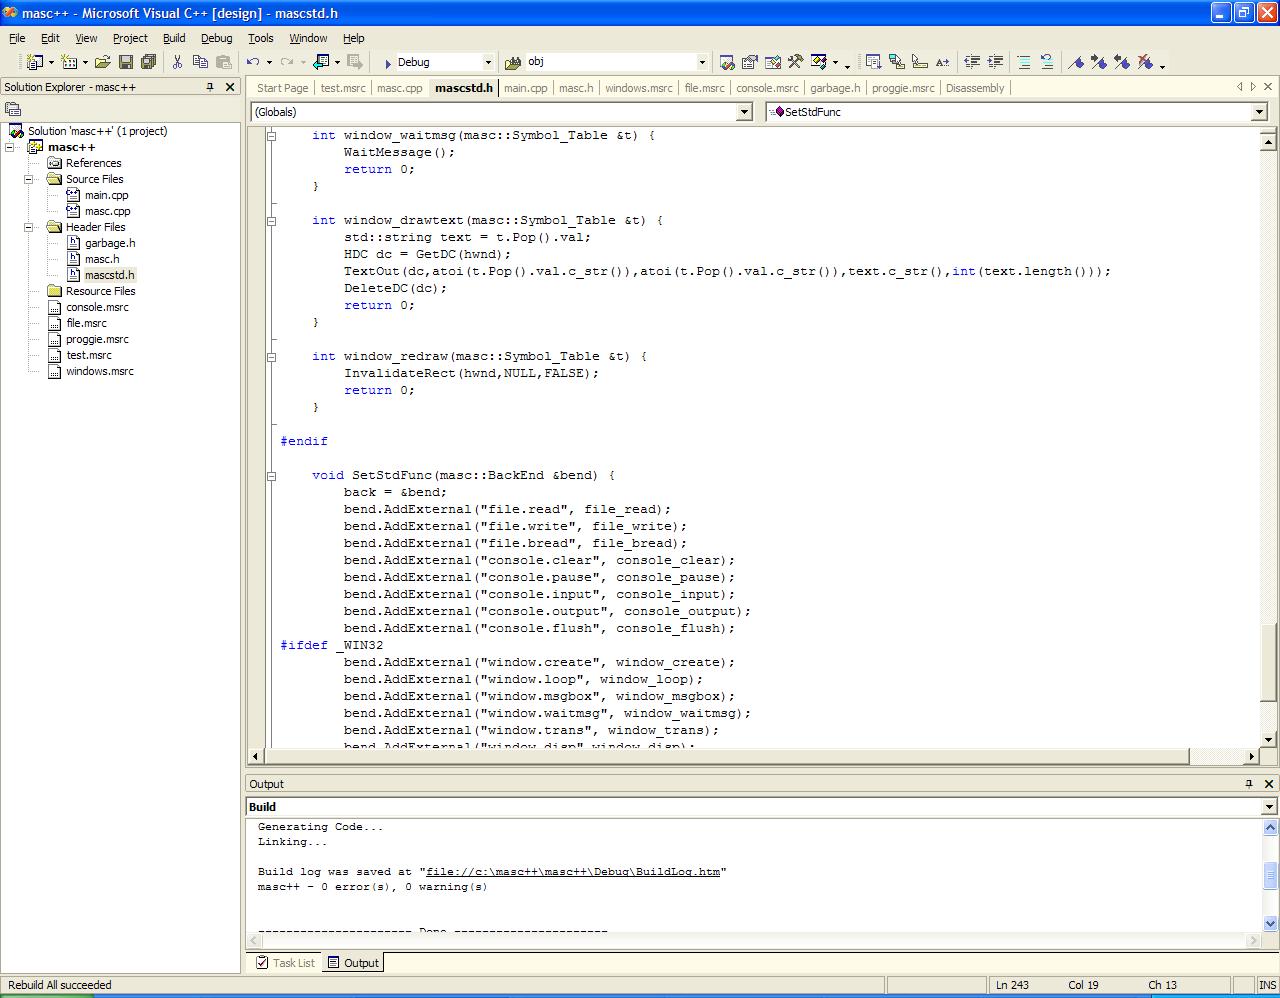 masc++ - Microsoft Visual C++ [design] - mascstd.h
File Edit View Project Build Debug Tools Window Help
Debug obj
Solution Explorer - masc++
Solution 'masc++' (1 project)
masc++
References
Source Files
main.cpp
masc.cpp
Header Files
garbage.h
masc.h
mascstd.h
Resource Files
console.msrc
file.msrc
proggie.msrc
test.msrc
windows.msrc
Start Page test.msrc masc.cpp mascstd.h main.cpp masc.h windows.msrc file.msrc console.msrc garbage.h proggie.msrc Disassembly
(Globals) SetStdFunc
int window_waitmsg(masc::Symbol_Table &t) {
WaitMessage();
return 0;
}
int window_drawtext(masc::Symbol_Table &t) {
std::string text = t.Pop().val;
HDC dc = GetDC(hwnd);
TextOut(dc,atoi(t.Pop().val.c_str()),atoi(t.Pop().val.c_str()),text.c_str(),int(text.length()));
DeleteDC(dc);
return 0;
}
int window_redraw(masc::Symbol_Table &t) {
InvalidateRect(hwnd,NULL,FALSE);
return 0;
}
#endif
void SetStdFunc(masc::BackEnd &bend) {
back = &bend;
bend.AddExternal("file.read", file_read);
bend.AddExternal("file.write", file_write);
bend.AddExternal("file.bread", file_bread);
bend.AddExternal("console.clear", console_clear);
bend.AddExternal("console.pause", console_pause);
bend.AddExternal("console.input", console_input);
bend.AddExternal("console.output", console_output);
bend.AddExternal("console.flush", console_flush);
#ifdef _WIN32
bend.AddExternal("window.create", window_create);
bend.AddExternal("window.loop", window_loop);
bend.AddExternal("window.msgbox", window_msgbox);
bend.AddExternal("window.waitmsg", window_waitmsg);
bend.AddExternal("window.trans", window_trans);
bend.AddExternal("window.disp",window_disp);
Output
Build
Generating Code...
Linking...
Build log was saved at "file://c:\masc++\masc++\Debug\BuildLog.htm"
masc++ - 0 error(s), 0 warning(s)
---------------------- Done ----------------------
Task List Output
Rebuild All succeeded Ln 243 Col 19 Ch 13 INS